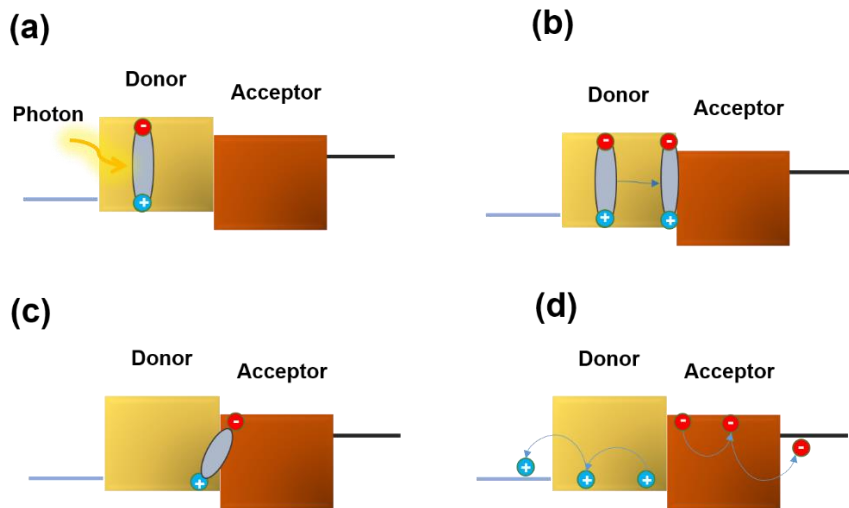 (a)
Donor
Acceptor
Photon
-
+
(b)
Donor
Acceptor
- -
+ +
(c)
Donor
Acceptor
-
+
(d)
Donor
Acceptor
- - -
+ + +